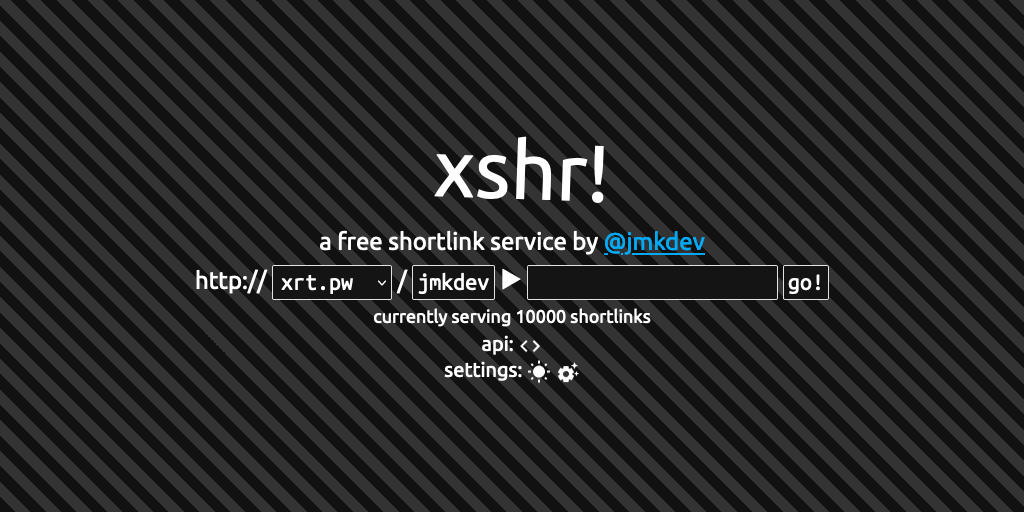 xshr!
a free shortlink service by @jmkdev
http:// xrt.pw / jmkdev ▶ go!
currently serving 10000 shortlinks
api: <>
settings: